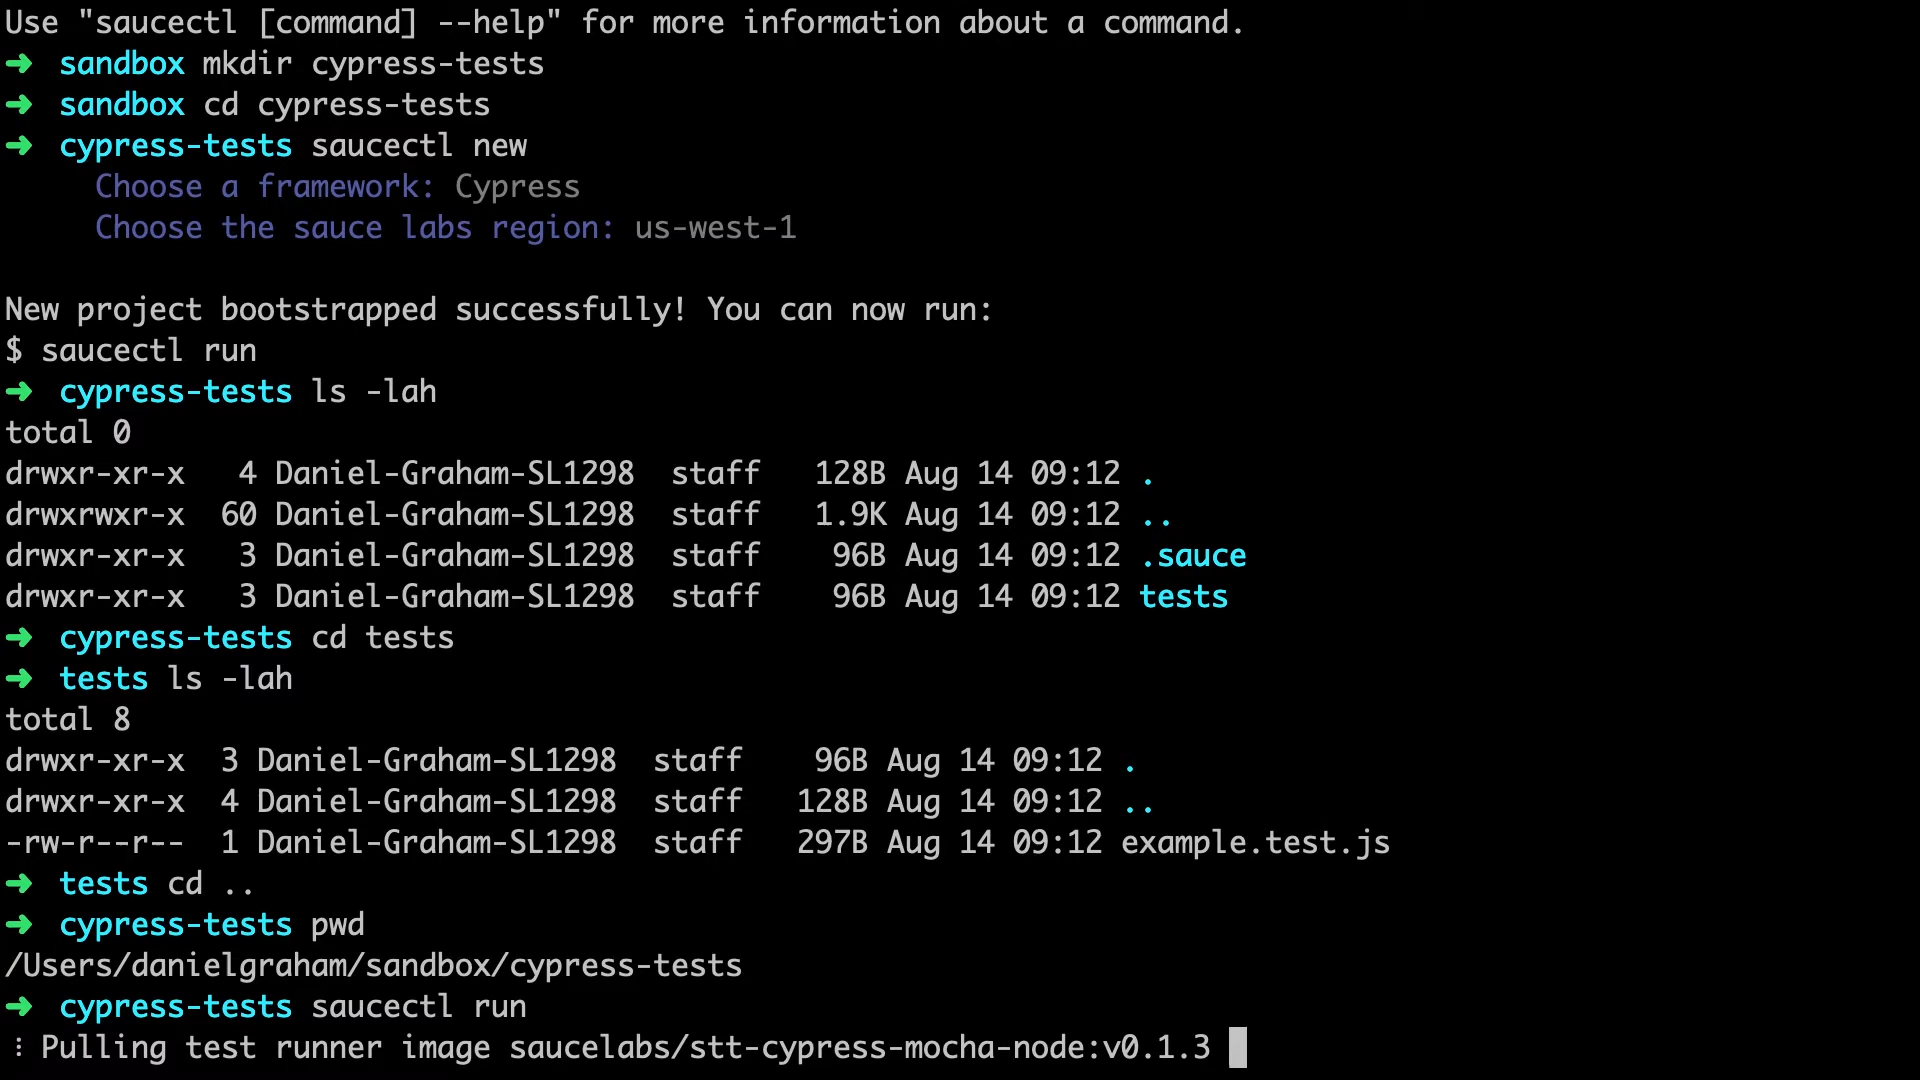 Use "saucectl [command] --help" for more information about a command.
➜  sandbox mkdir cypress-tests
➜  sandbox cd cypress-tests
➜  cypress-tests saucectl new
     Choose a framework: Cypress
     Choose the sauce labs region: us-west-1
New project bootstrapped successfully! You can now run:
$ saucectl run
➜  cypress-tests ls -lah
total 0
drwxr-xr-x   4 Daniel-Graham-SL1298  staff   128B Aug 14 09:12 .
drwxrwxr-x  60 Daniel-Graham-SL1298  staff   1.9K Aug 14 09:12 ..
drwxr-xr-x   3 Daniel-Graham-SL1298  staff    96B Aug 14 09:12 .sauce
drwxr-xr-x   3 Daniel-Graham-SL1298  staff    96B Aug 14 09:12 tests
➜  cypress-tests cd tests
➜  tests ls -lah
total 8
drwxr-xr-x  3 Daniel-Graham-SL1298  staff    96B Aug 14 09:12 .
drwxr-xr-x  4 Daniel-Graham-SL1298  staff   128B Aug 14 09:12 ..
-rw-r--r--  1 Daniel-Graham-SL1298  staff   297B Aug 14 09:12 example.test.js
➜  tests cd ..
➜  cypress-tests pwd
/Users/danielgraham/sandbox/cypress-tests
➜  cypress-tests saucectl run
⠇Pulling test runner image saucelabs/stt-cypress-mocha-node:v0.1.3